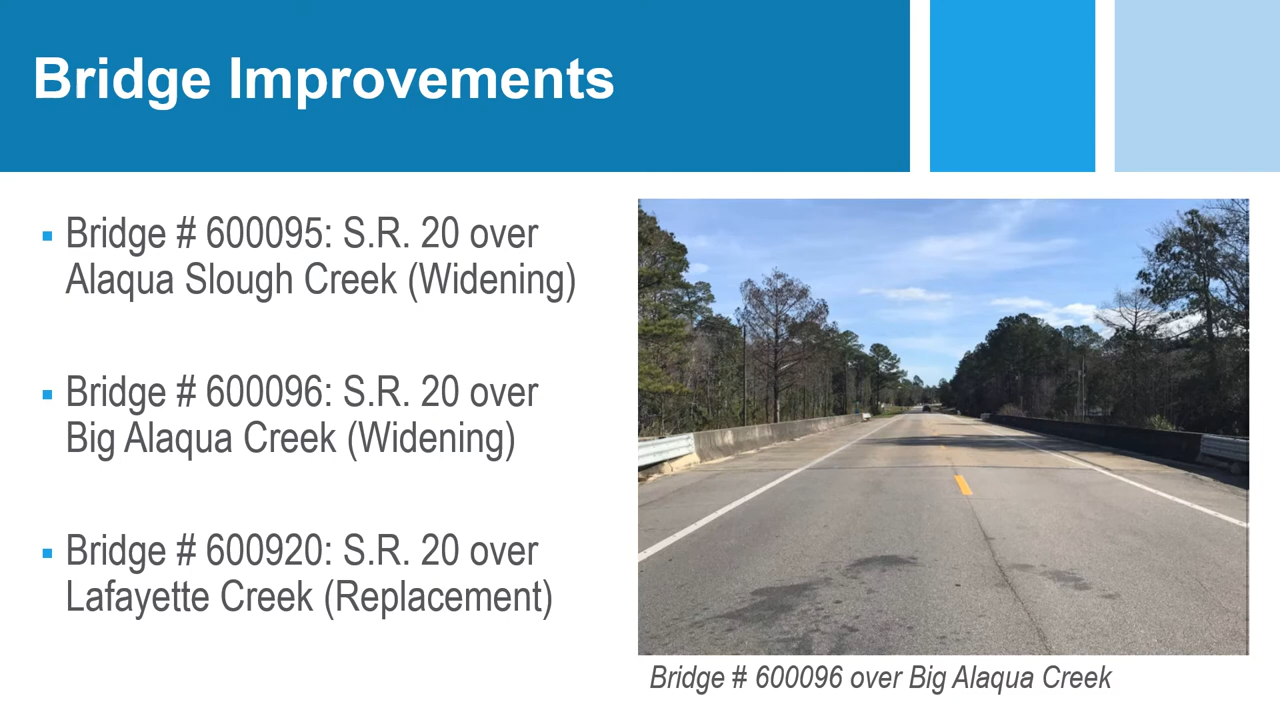 Bridge Improvements
▪ Bridge # 600095: S.R. 20 over
Alaqua Slough Creek (Widening)
▪ Bridge # 600096: S.R. 20 over
Big Alaqua Creek (Widening)
▪ Bridge # 600920: S.R. 20 over
Lafayette Creek (Replacement)
Bridge # 600096 over Big Alaqua Creek